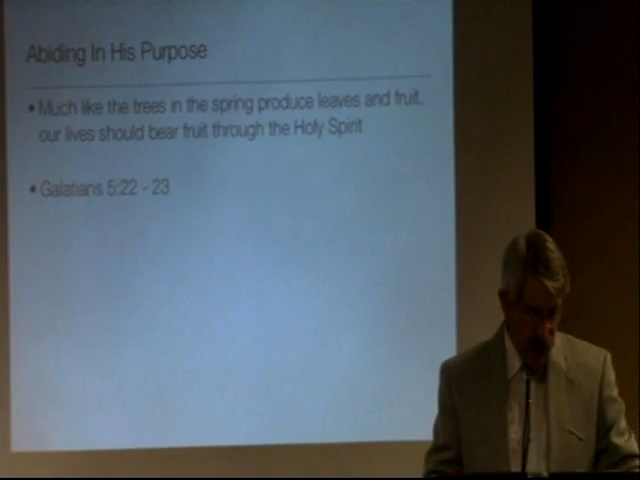 Abiding In His Purpose
• Much like the trees in the spring produce leaves and fruit,
our lives should bear fruit through the Holy Spirit
• Galatians 5:22 - 23